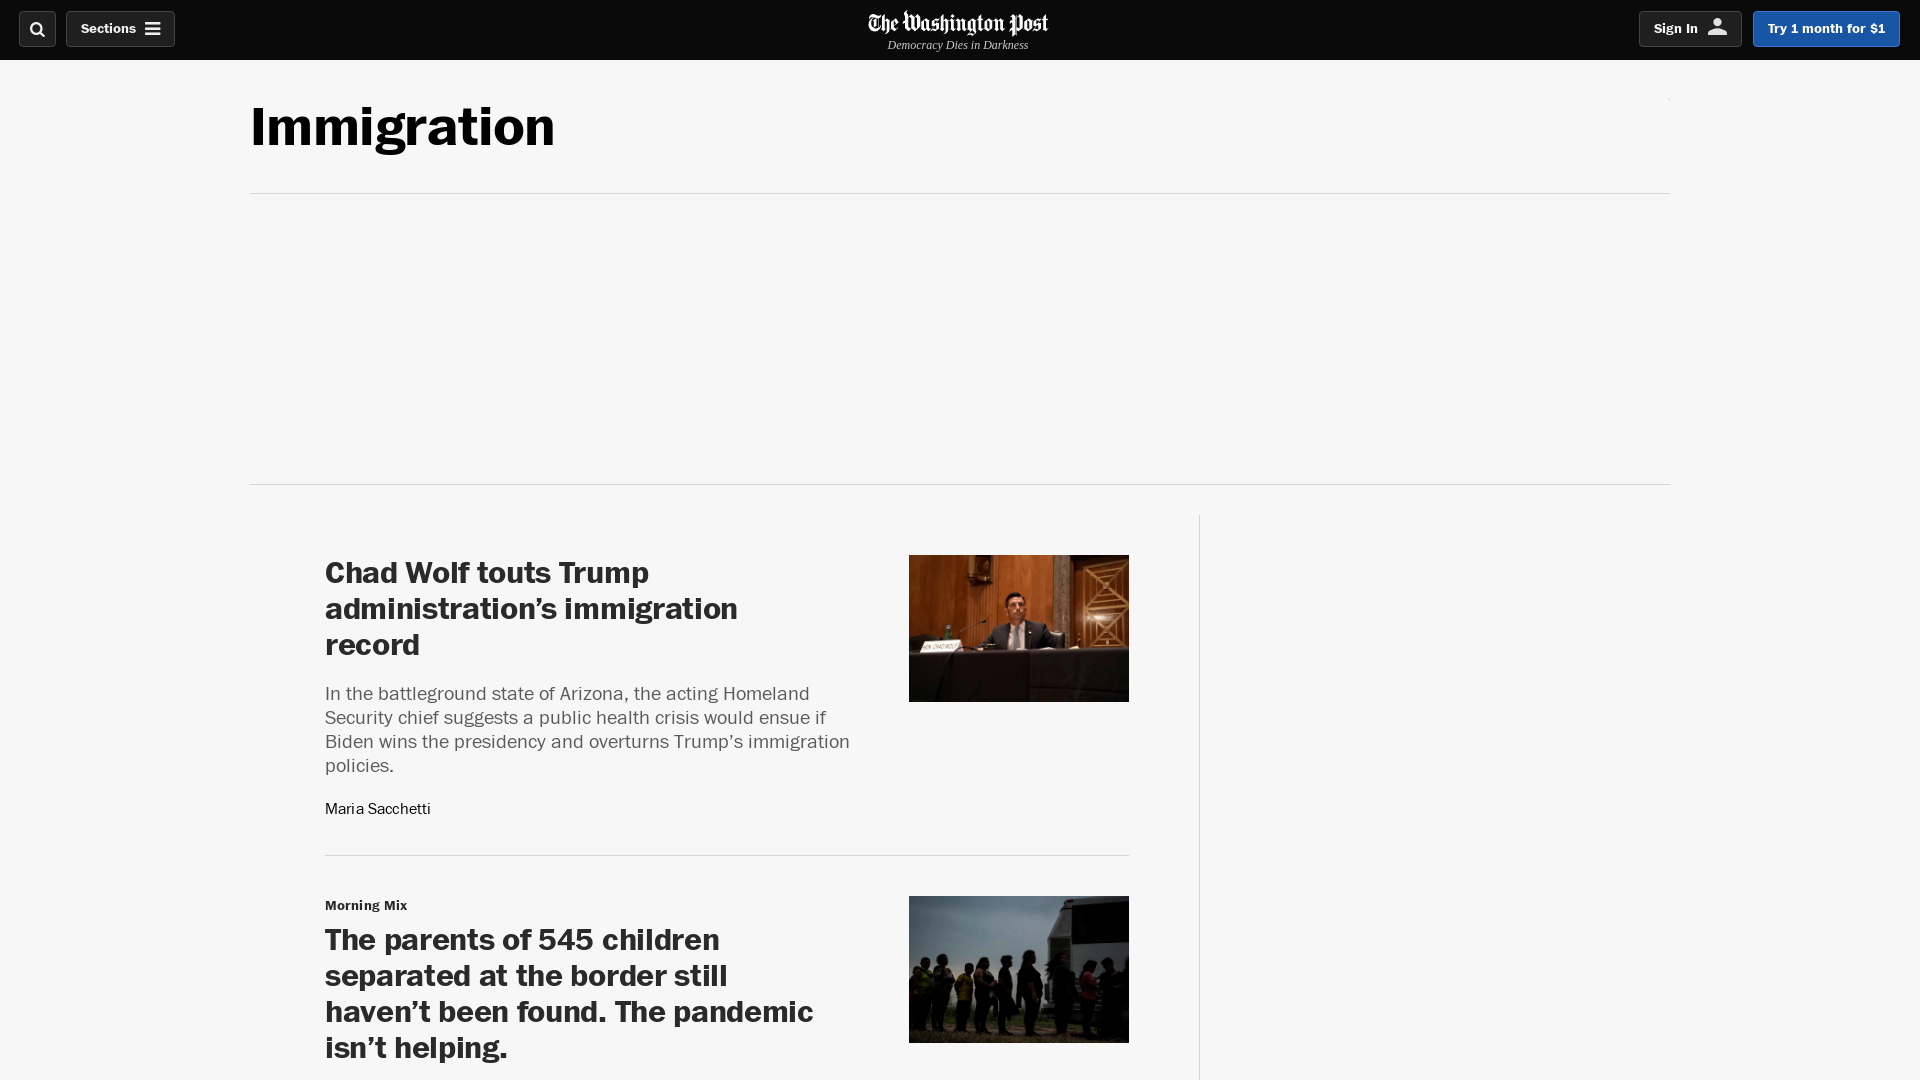 Sections
The Washington Post
Democracy Dies in Darkness
Sign In
Try 1 month for $1
Immigration
Chad Wolf touts Trump
administration’s immigration
record
In the battleground state of Arizona, the acting Homeland
Security chief suggests a public health crisis would ensue if
Biden wins the presidency and overturns Trump’s immigration
policies.
Maria Sacchetti
HON. CHAD WOLF
Morning Mix
The parents of 545 children
separated at the border still
haven’t been found. The pandemic
isn’t helping.